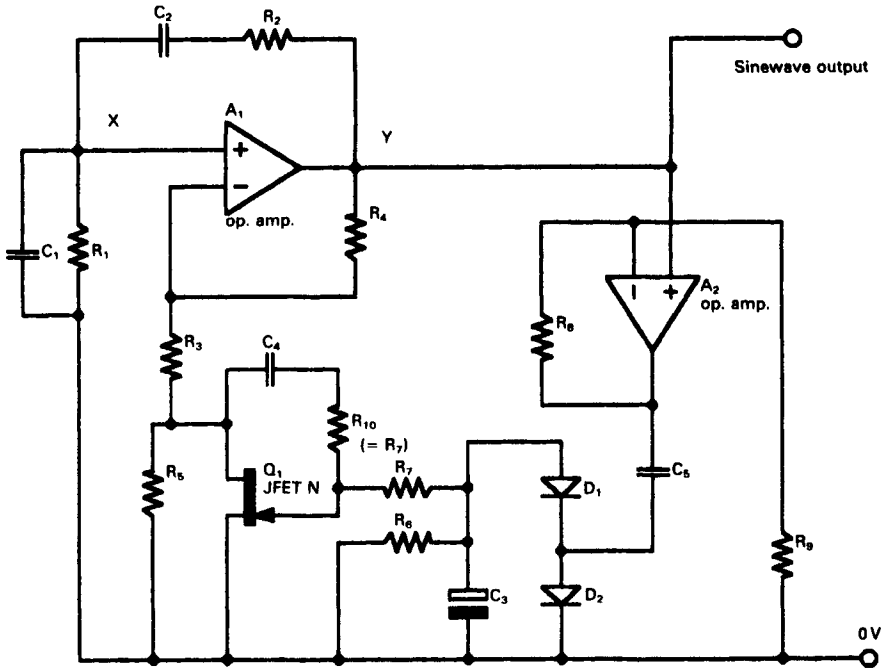 C₂
R₂
Sinewave output
X
A₁
Y
+
−
op. amp.
R₄
C₁
R₁
− +
A₂
op. amp.
R₃
C₄
R₈
R₁₀
(= R₇)
R₅
Q₁
JFET N
R₇
D₁
C₅
R₆
R₉
C₃
D₂
0V